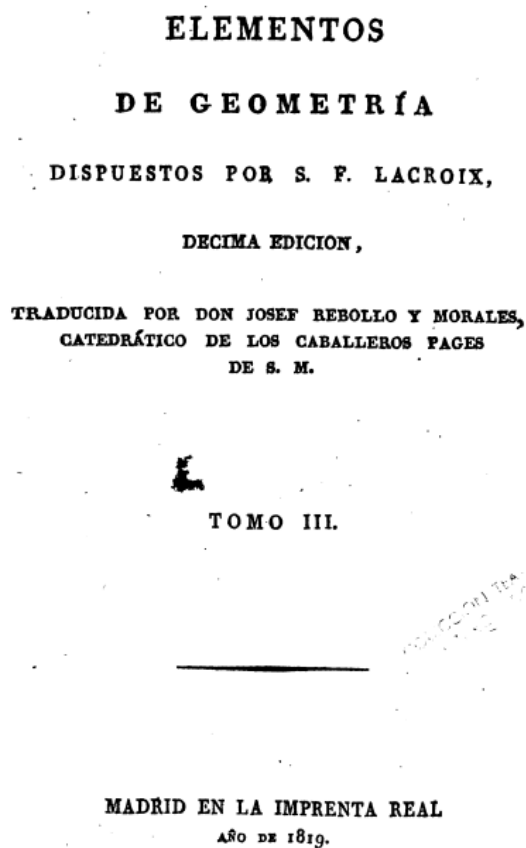 ELEMENTOS
DE GEOMETRÍA
DISPUESTOS POR S. F. LACROIX,
DECIMA EDICION,
TRADUCIDA POR DON JOSEF REBOLLO Y MORALES,
CATEDRÁTICO DE LOS CABALLEROS PAGES
DE S. M.
TOMO III.
MADRID EN LA IMPRENTA REAL
AÑO DE 1819.